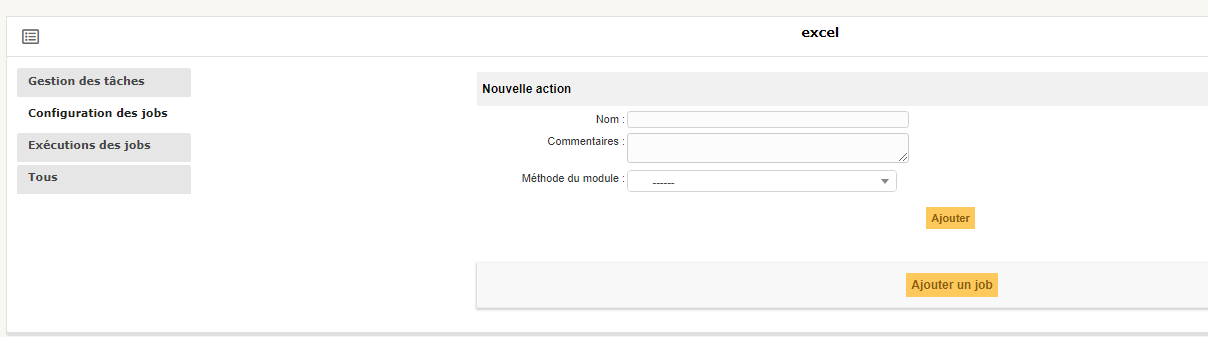 excel
Gestion des tâches
Configuration des jobs
Exécutions des jobs
Tous
Nouvelle action
Nom :
Commentaires :
Méthode du module : ------
Ajouter
Ajouter un job